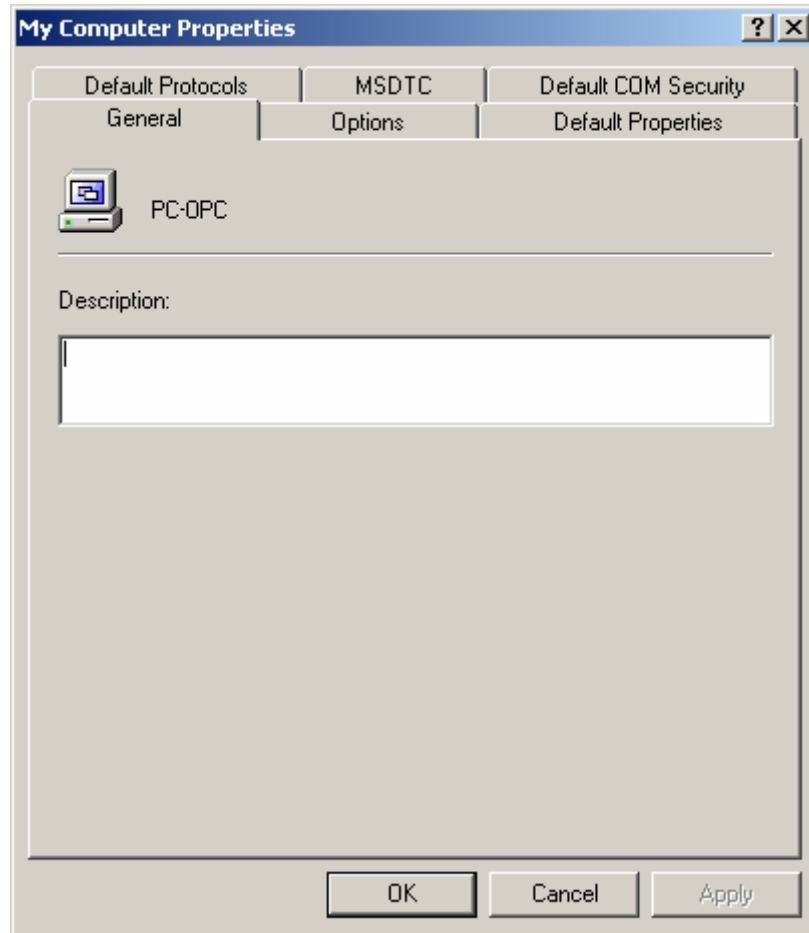 My Computer Properties
Default Protocols MSDTC Default COM Security
General Options Default Properties
PC-OPC
Description:
OK Cancel Apply